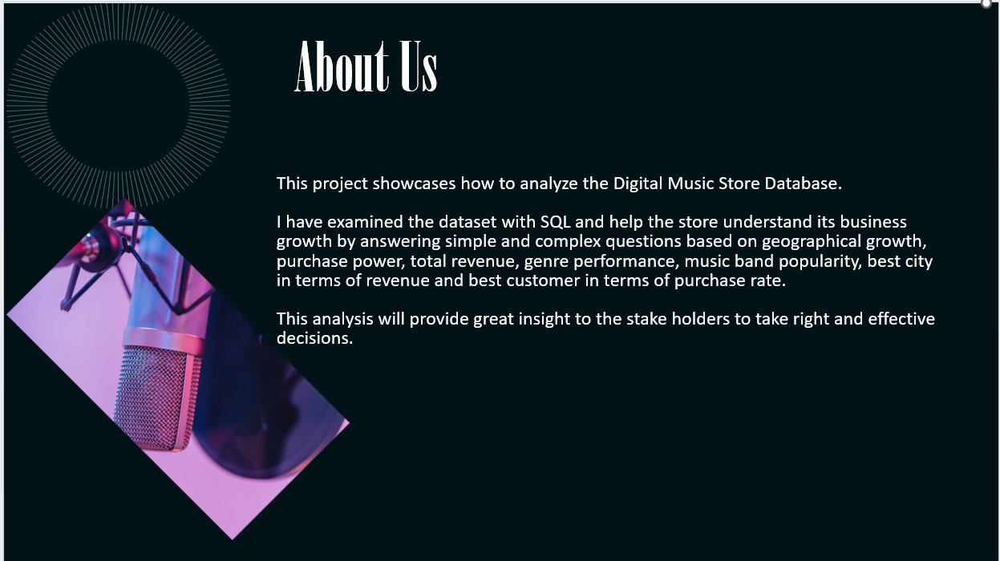 About Us
This project showcases how to analyze the Digital Music Store Database.
I have examined the dataset with SQL and help the store understand its business
growth by answering simple and complex questions based on geographical growth,
purchase power, total revenue, genre performance, music band popularity, best city
in terms of revenue and best customer in terms of purchase rate.
This analysis will provide great insight to the stake holders to take right and effective
decisions.